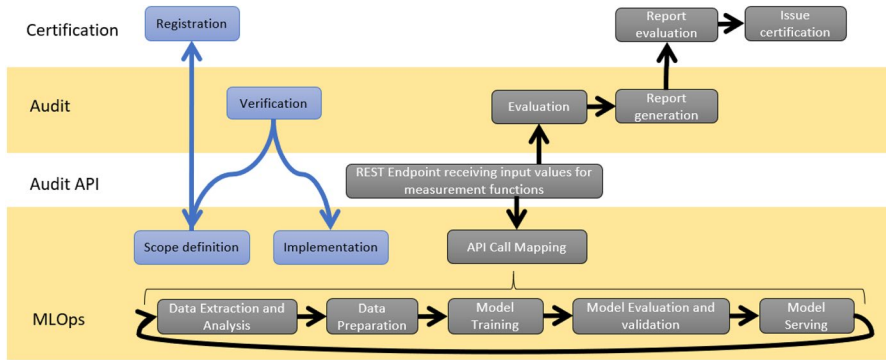 Certification
Registration
Report
evaluation
Issue
certification
Audit
Verification
Evaluation
Report
generation
Audit API
REST Endpoint receiving input values for
measurement functions
Scope definition
Implementation
API Call Mapping
MLOps
Data Extraction and
Analysis
Data
Preparation
Model
Training
Model Evaluation and
validation
Model
Serving